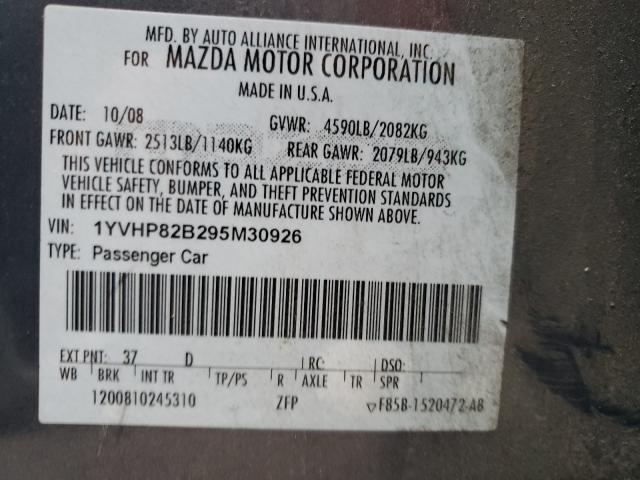 MFD. BY AUTO ALLIANCE INTERNATIONAL, INC.
FOR MAZDA MOTOR CORPORATION
MADE IN U.S.A.
DATE: 10/08 GVWR: 4590LB/2082KG
FRONT GAWR: 2513LB/1140KG REAR GAWR: 2079LB/943KG
THIS VEHICLE CONFORMS TO ALL APPLICABLE FEDERAL MOTOR
VEHICLE SAFETY, BUMPER, AND THEFT PREVENTION STANDARDS
IN EFFECT ON THE DATE OF MANUFACTURE SHOWN ABOVE.
VIN: 1YVHP82B295M30926
TYPE: Passenger Car
EXT PNT: 37 D RC: DSO:
WB BRK INT TR TP/PS R AXLE TR SPR
1200810245310 ZFP F85B-1520472-AB